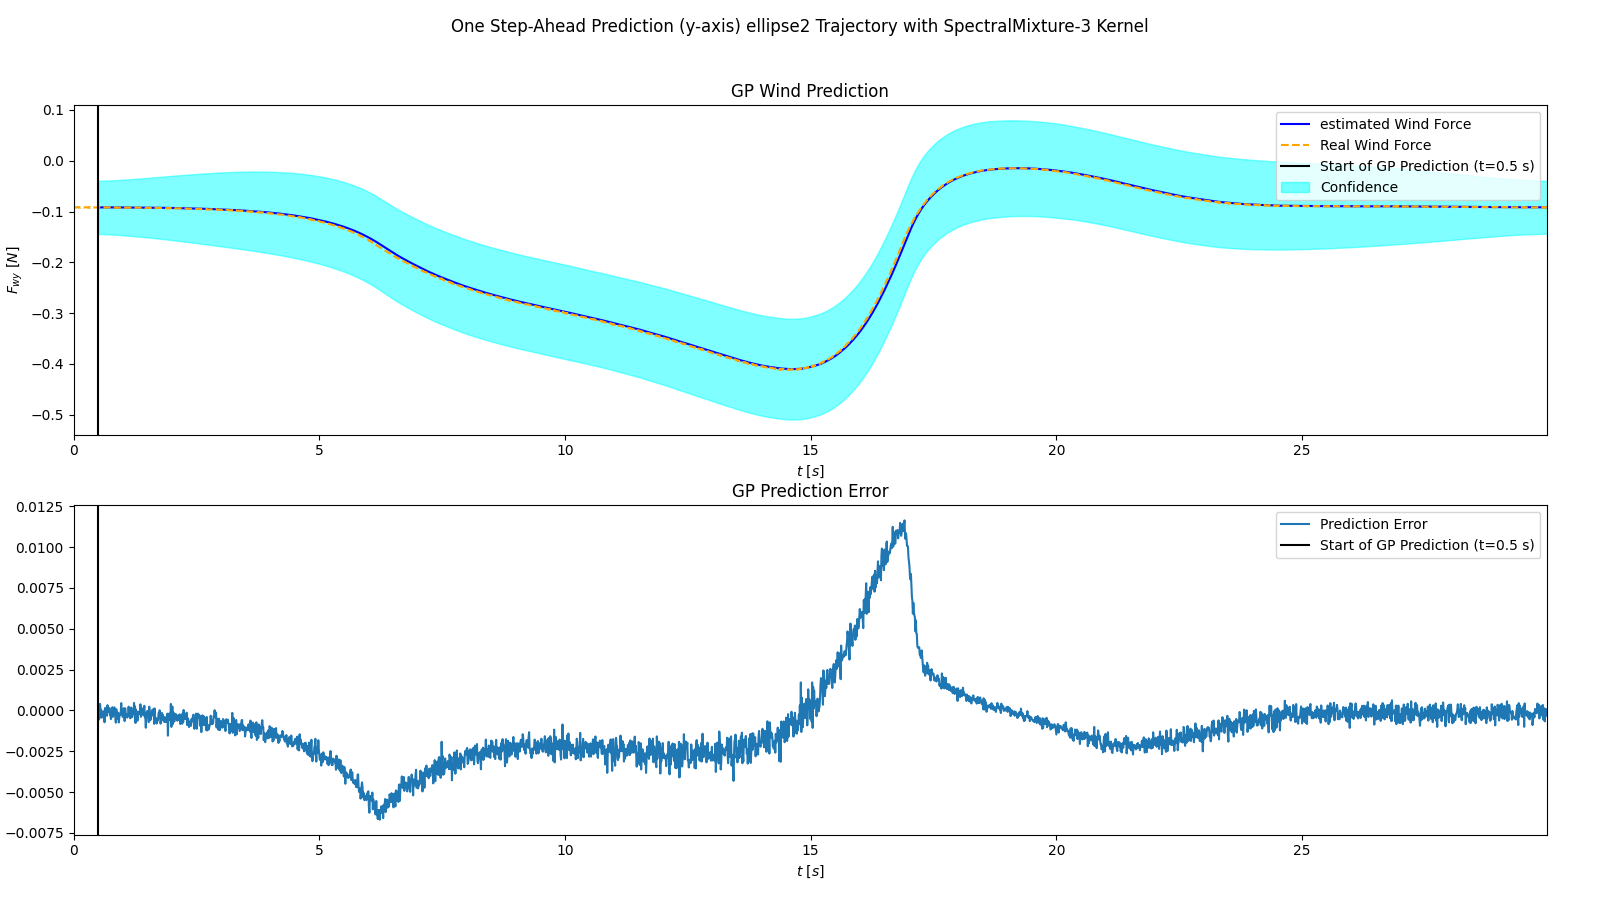 One Step-Ahead Prediction (y-axis) ellipse2 Trajectory with SpectralMixture-3 Kernel
GP Wind Prediction
0.1
0.0
−0.1
−0.2
−0.3
−0.4
−0.5
F_wy [N]
estimated Wind Force
Real Wind Force
Start of GP Prediction (t=0.5 s)
Confidence
0 5 10 15 20 25
t [s]
GP Prediction Error
0.0125
0.0100
0.0075
0.0050
0.0025
0.0000
−0.0025
−0.0050
−0.0075
Prediction Error
Start of GP Prediction (t=0.5 s)
0 5 10 15 20 25
t [s]